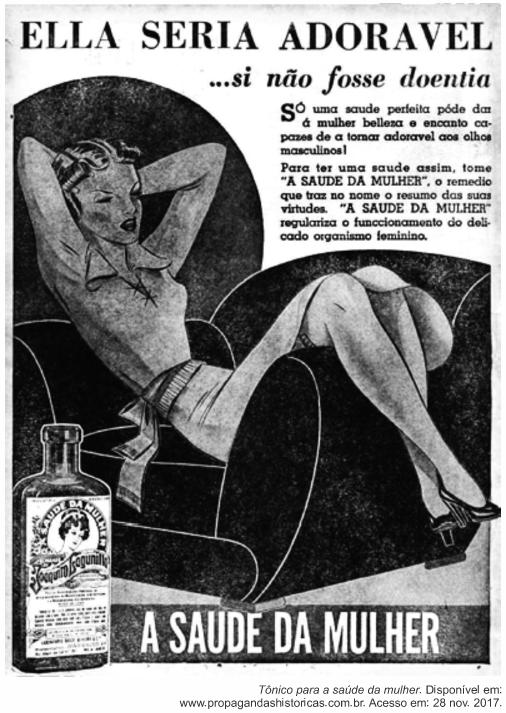 ELLA SERIA ADORAVEL
...si não fosse doentia
SÓ uma saude perfeita póde dar
á mulher belleza e encanto ca-
pazes de a tornar adoravel aos olhos
masculinos!
Para ter uma saude assim, tome
"A SAUDE DA MULHER", o remedio
que traz no nome o resumo das suas
virtudes. "A SAUDE DA MULHER"
regulariza o funccionamento do deli-
cado organismo feminino.
A SAUDE DA MULHER
A SAUDE DA MULHER
Tônico para a saúde da mulher. Disponível em:
www.propagandashistoricas.com.br. Acesso em: 28 nov. 2017.